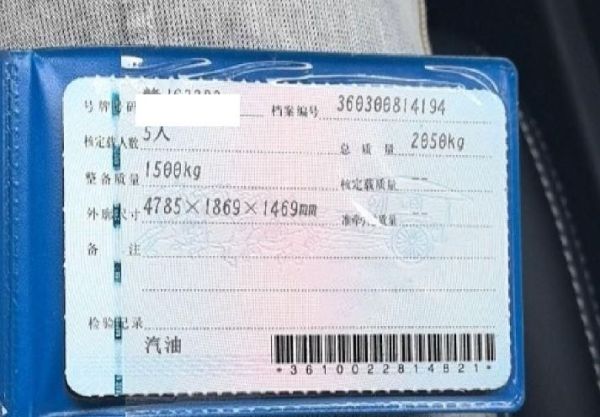 号牌号码 档案编号 360300814194
核定载人数 5人 总质量 2050kg
整备质量 1500kg 核定载质量 --
外廓尺寸 4785×1869×1469mm 准牵引总质量 --
备注
检验记录
汽油
*3610022814821*